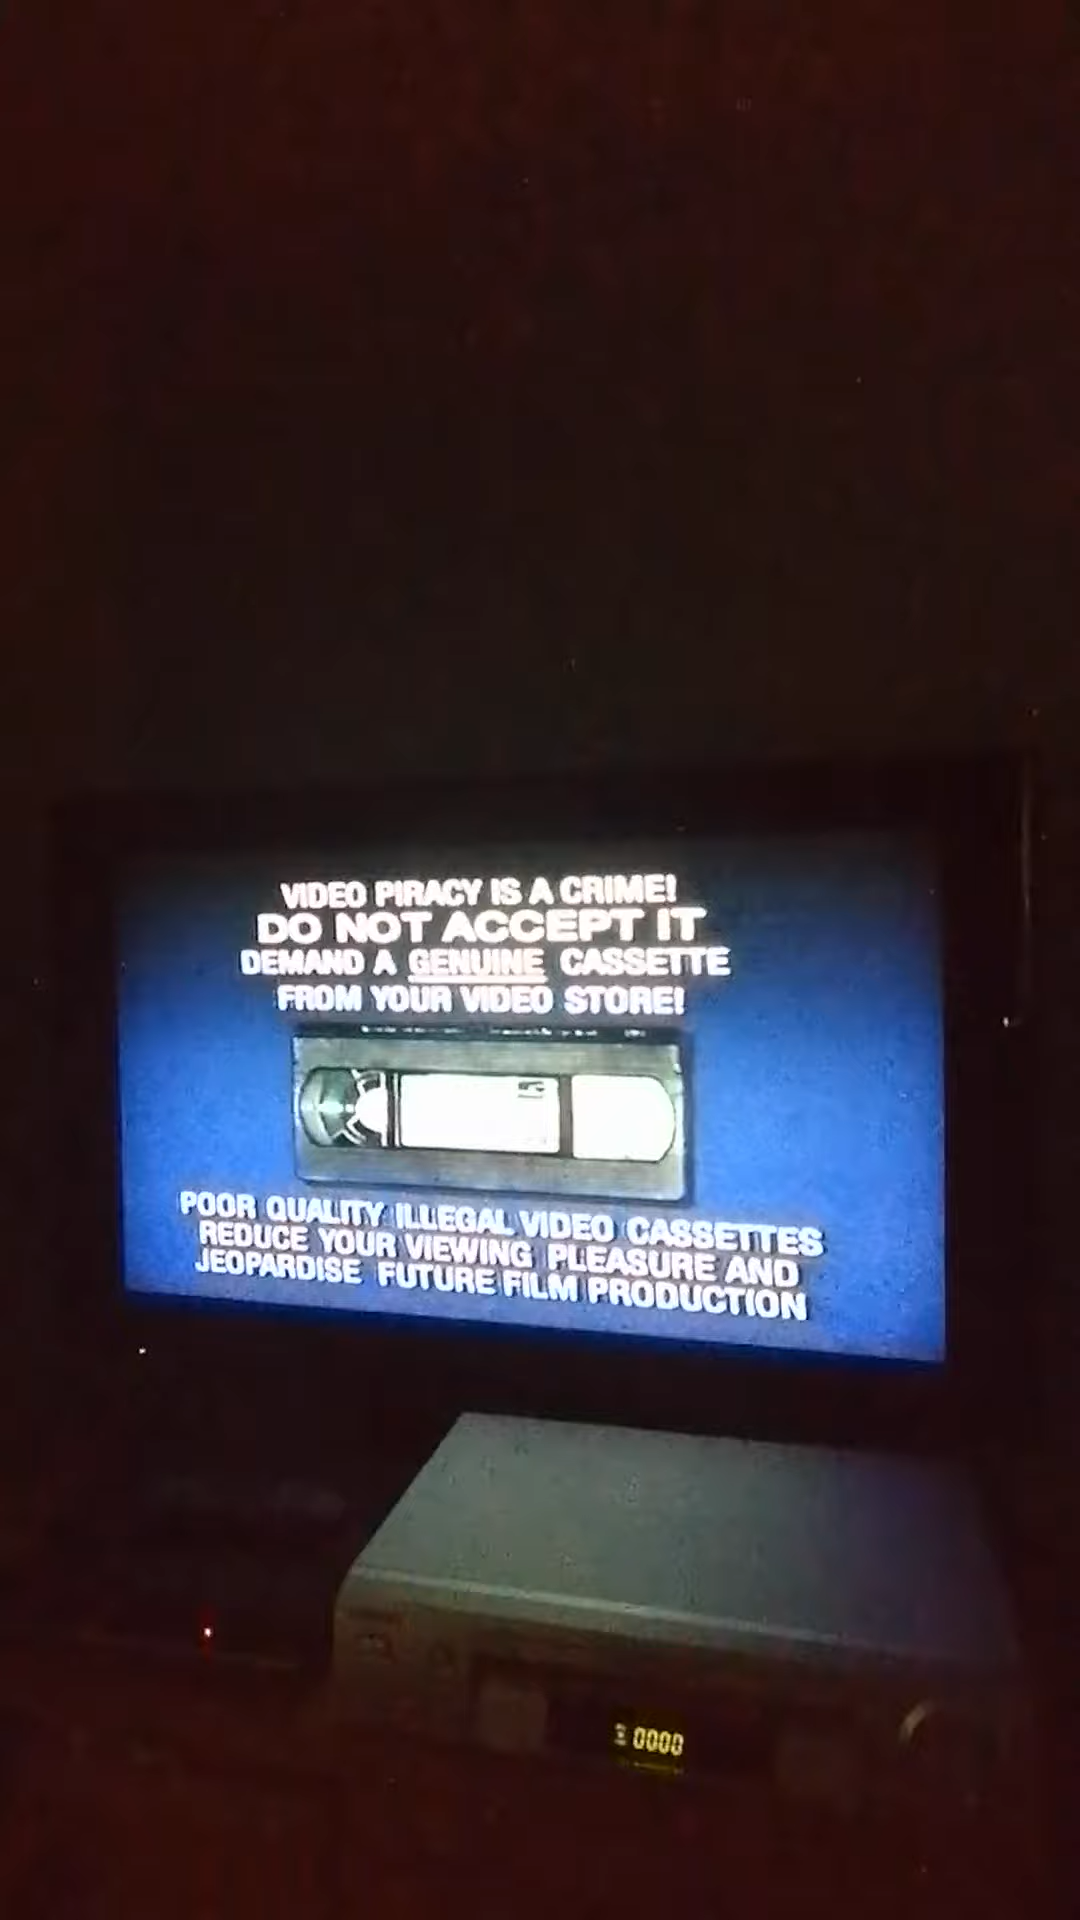 VIDEO PIRACY IS A CRIME!
DO NOT ACCEPT IT
DEMAND A GENUINE CASSETTE
FROM YOUR VIDEO STORE!
POOR QUALITY ILLEGAL VIDEO CASSETTES
REDUCE YOUR VIEWING PLEASURE AND
JEOPARDISE FUTURE FILM PRODUCTION
0000